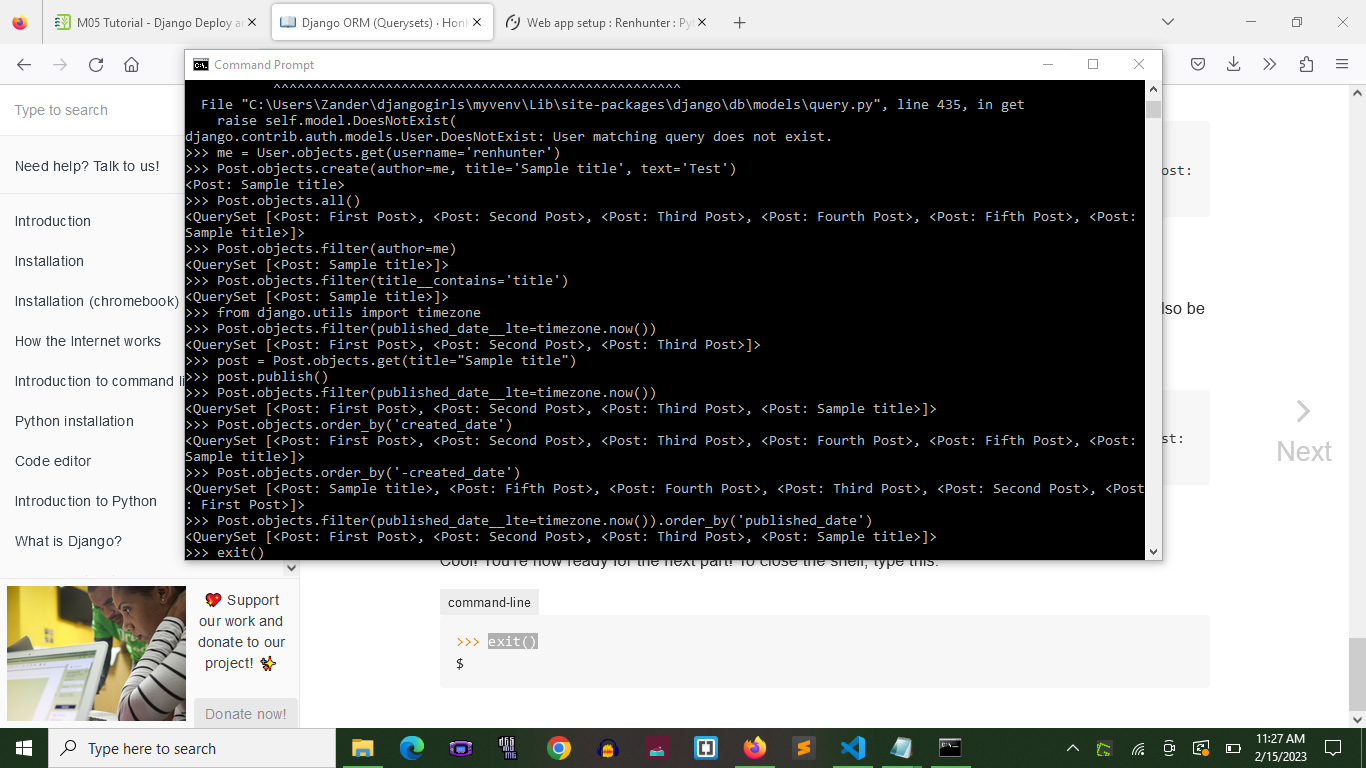 M05 Tutorial - Django Deploy a
Django ORM (Querysets) · Hon
Web app setup : Renhunter : Pyt
Command Prompt
^^^^^^^^^^^^^^^^^^^^^^^^^^^^^^^^^^^^^^^^^^^^^^^^^^^
File "C:\Users\Zander\djangogirls\myvenv\Lib\site-packages\django\db\models\query.py", line 435, in get
raise self.model.DoesNotExist(
django.contrib.auth.models.User.DoesNotExist: User matching query does not exist.
>>> me = User.objects.get(username='renhunter')
>>> Post.objects.create(author=me, title='Sample title', text='Test')
<Post: Sample title>
>>> Post.objects.all()
<QuerySet [<Post: First Post>, <Post: Second Post>, <Post: Third Post>, <Post: Fourth Post>, <Post: Fifth Post>, <Post:
Sample title>]>
>>> Post.objects.filter(author=me)
<QuerySet [<Post: Sample title>]>
>>> Post.objects.filter(title__contains='title')
<QuerySet [<Post: Sample title>]>
>>> from django.utils import timezone
>>> Post.objects.filter(published_date__lte=timezone.now())
<QuerySet [<Post: First Post>, <Post: Second Post>, <Post: Third Post>]>
>>> post = Post.objects.get(title="Sample title")
>>> post.publish()
>>> Post.objects.filter(published_date__lte=timezone.now())
<QuerySet [<Post: First Post>, <Post: Second Post>, <Post: Third Post>, <Post: Sample title>]>
>>> Post.objects.order_by('created_date')
<QuerySet [<Post: First Post>, <Post: Second Post>, <Post: Third Post>, <Post: Fourth Post>, <Post: Fifth Post>, <Post:
Sample title>]>
>>> Post.objects.order_by('-created_date')
<QuerySet [<Post: Sample title>, <Post: Fifth Post>, <Post: Fourth Post>, <Post: Third Post>, <Post: Second Post>, <Post
: First Post>]>
>>> Post.objects.filter(published_date__lte=timezone.now()).order_by('published_date')
<QuerySet [<Post: First Post>, <Post: Second Post>, <Post: Third Post>, <Post: Sample title>]>
>>> exit()
Type to search
Need help? Talk to us!
Introduction
Installation
Installation (chromebook)
How the Internet works
Introduction to command li
Python installation
Code editor
Introduction to Python
What is Django?
💖 Support
our work and
donate to our
project! ✨
Donate now!
ost:
lso be
st:
Next
Cool! You're now ready for the next part! To close the shell, type this:
command-line
>>> exit()
$
Type here to search
11:27 AM
2/15/2023